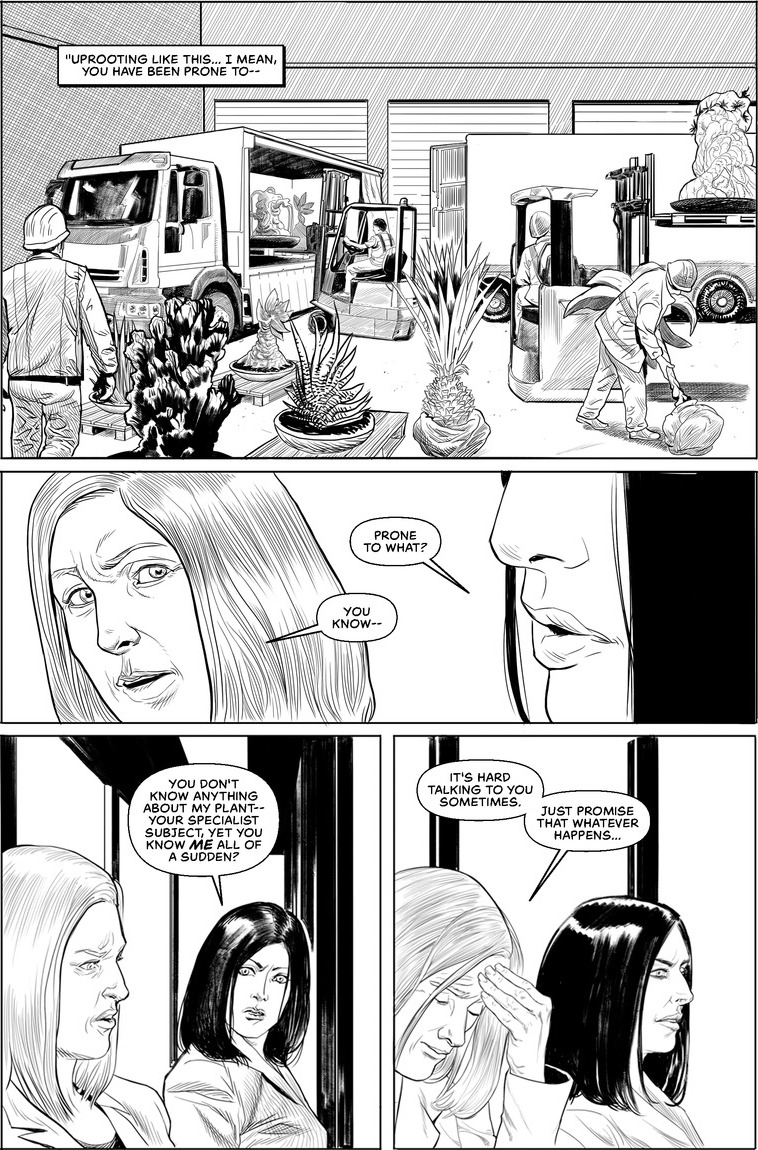 "UPROOTING LIKE THIS... I MEAN,
YOU HAVE BEEN PRONE TO--
PRONE
TO WHAT?
YOU
KNOW--
YOU DON'T
KNOW ANYTHING
ABOUT MY PLANT--
YOUR SPECIALIST
SUBJECT, YET YOU
KNOW ME ALL OF
A SUDDEN?
IT'S HARD
TALKING TO YOU
SOMETIMES.
JUST PROMISE
THAT WHATEVER
HAPPENS...